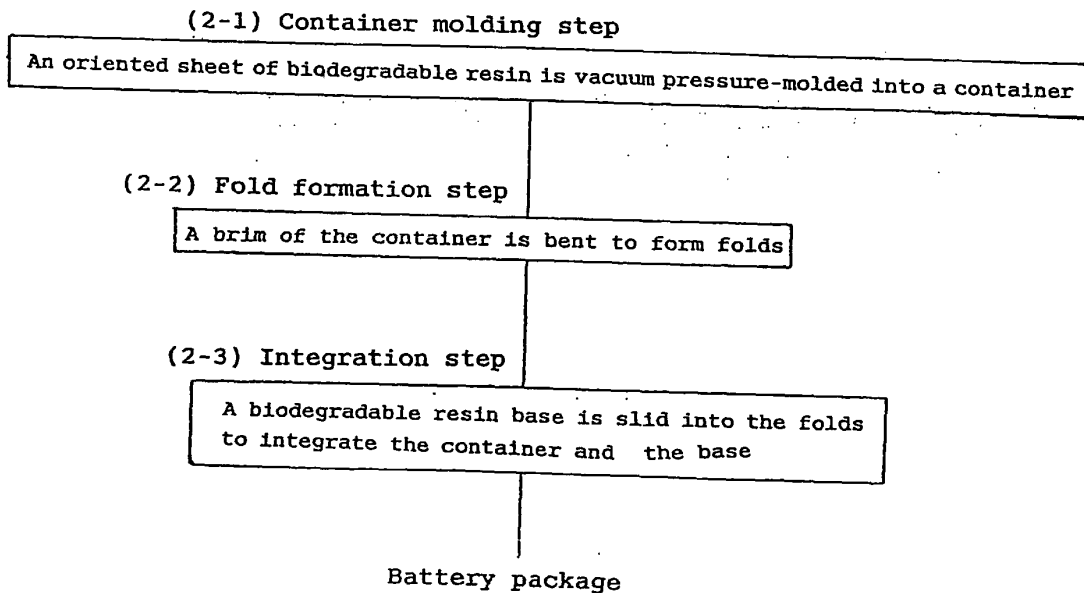 (2-1) Container molding step
An oriented sheet of biodegradable resin is vacuum pressure-molded into a container
(2-2) Fold formation step
A brim of the container is bent to form folds
(2-3) Integration step
A biodegradable resin base is slid into the folds
to integrate the container and the base
Battery package